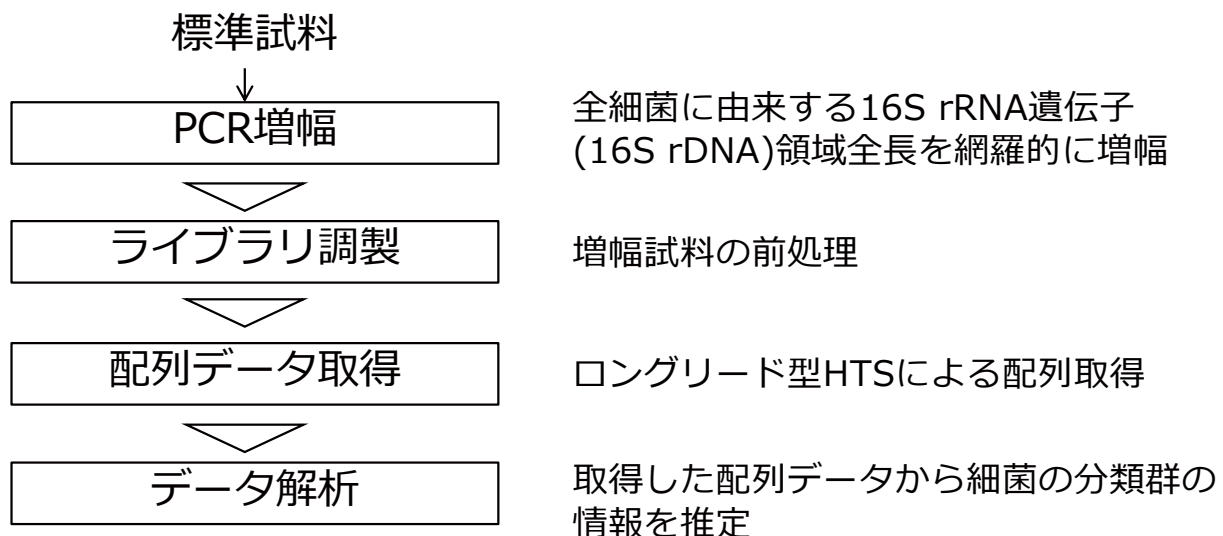 標準試料
PCR増幅
全細菌に由来する16S rRNA遺伝子
(16S rDNA)領域全長を網羅的に増幅
ライブラリ調製
増幅試料の前処理
配列データ取得
ロングリード型HTSによる配列取得
データ解析
取得した配列データから細菌の分類群の
情報を推定